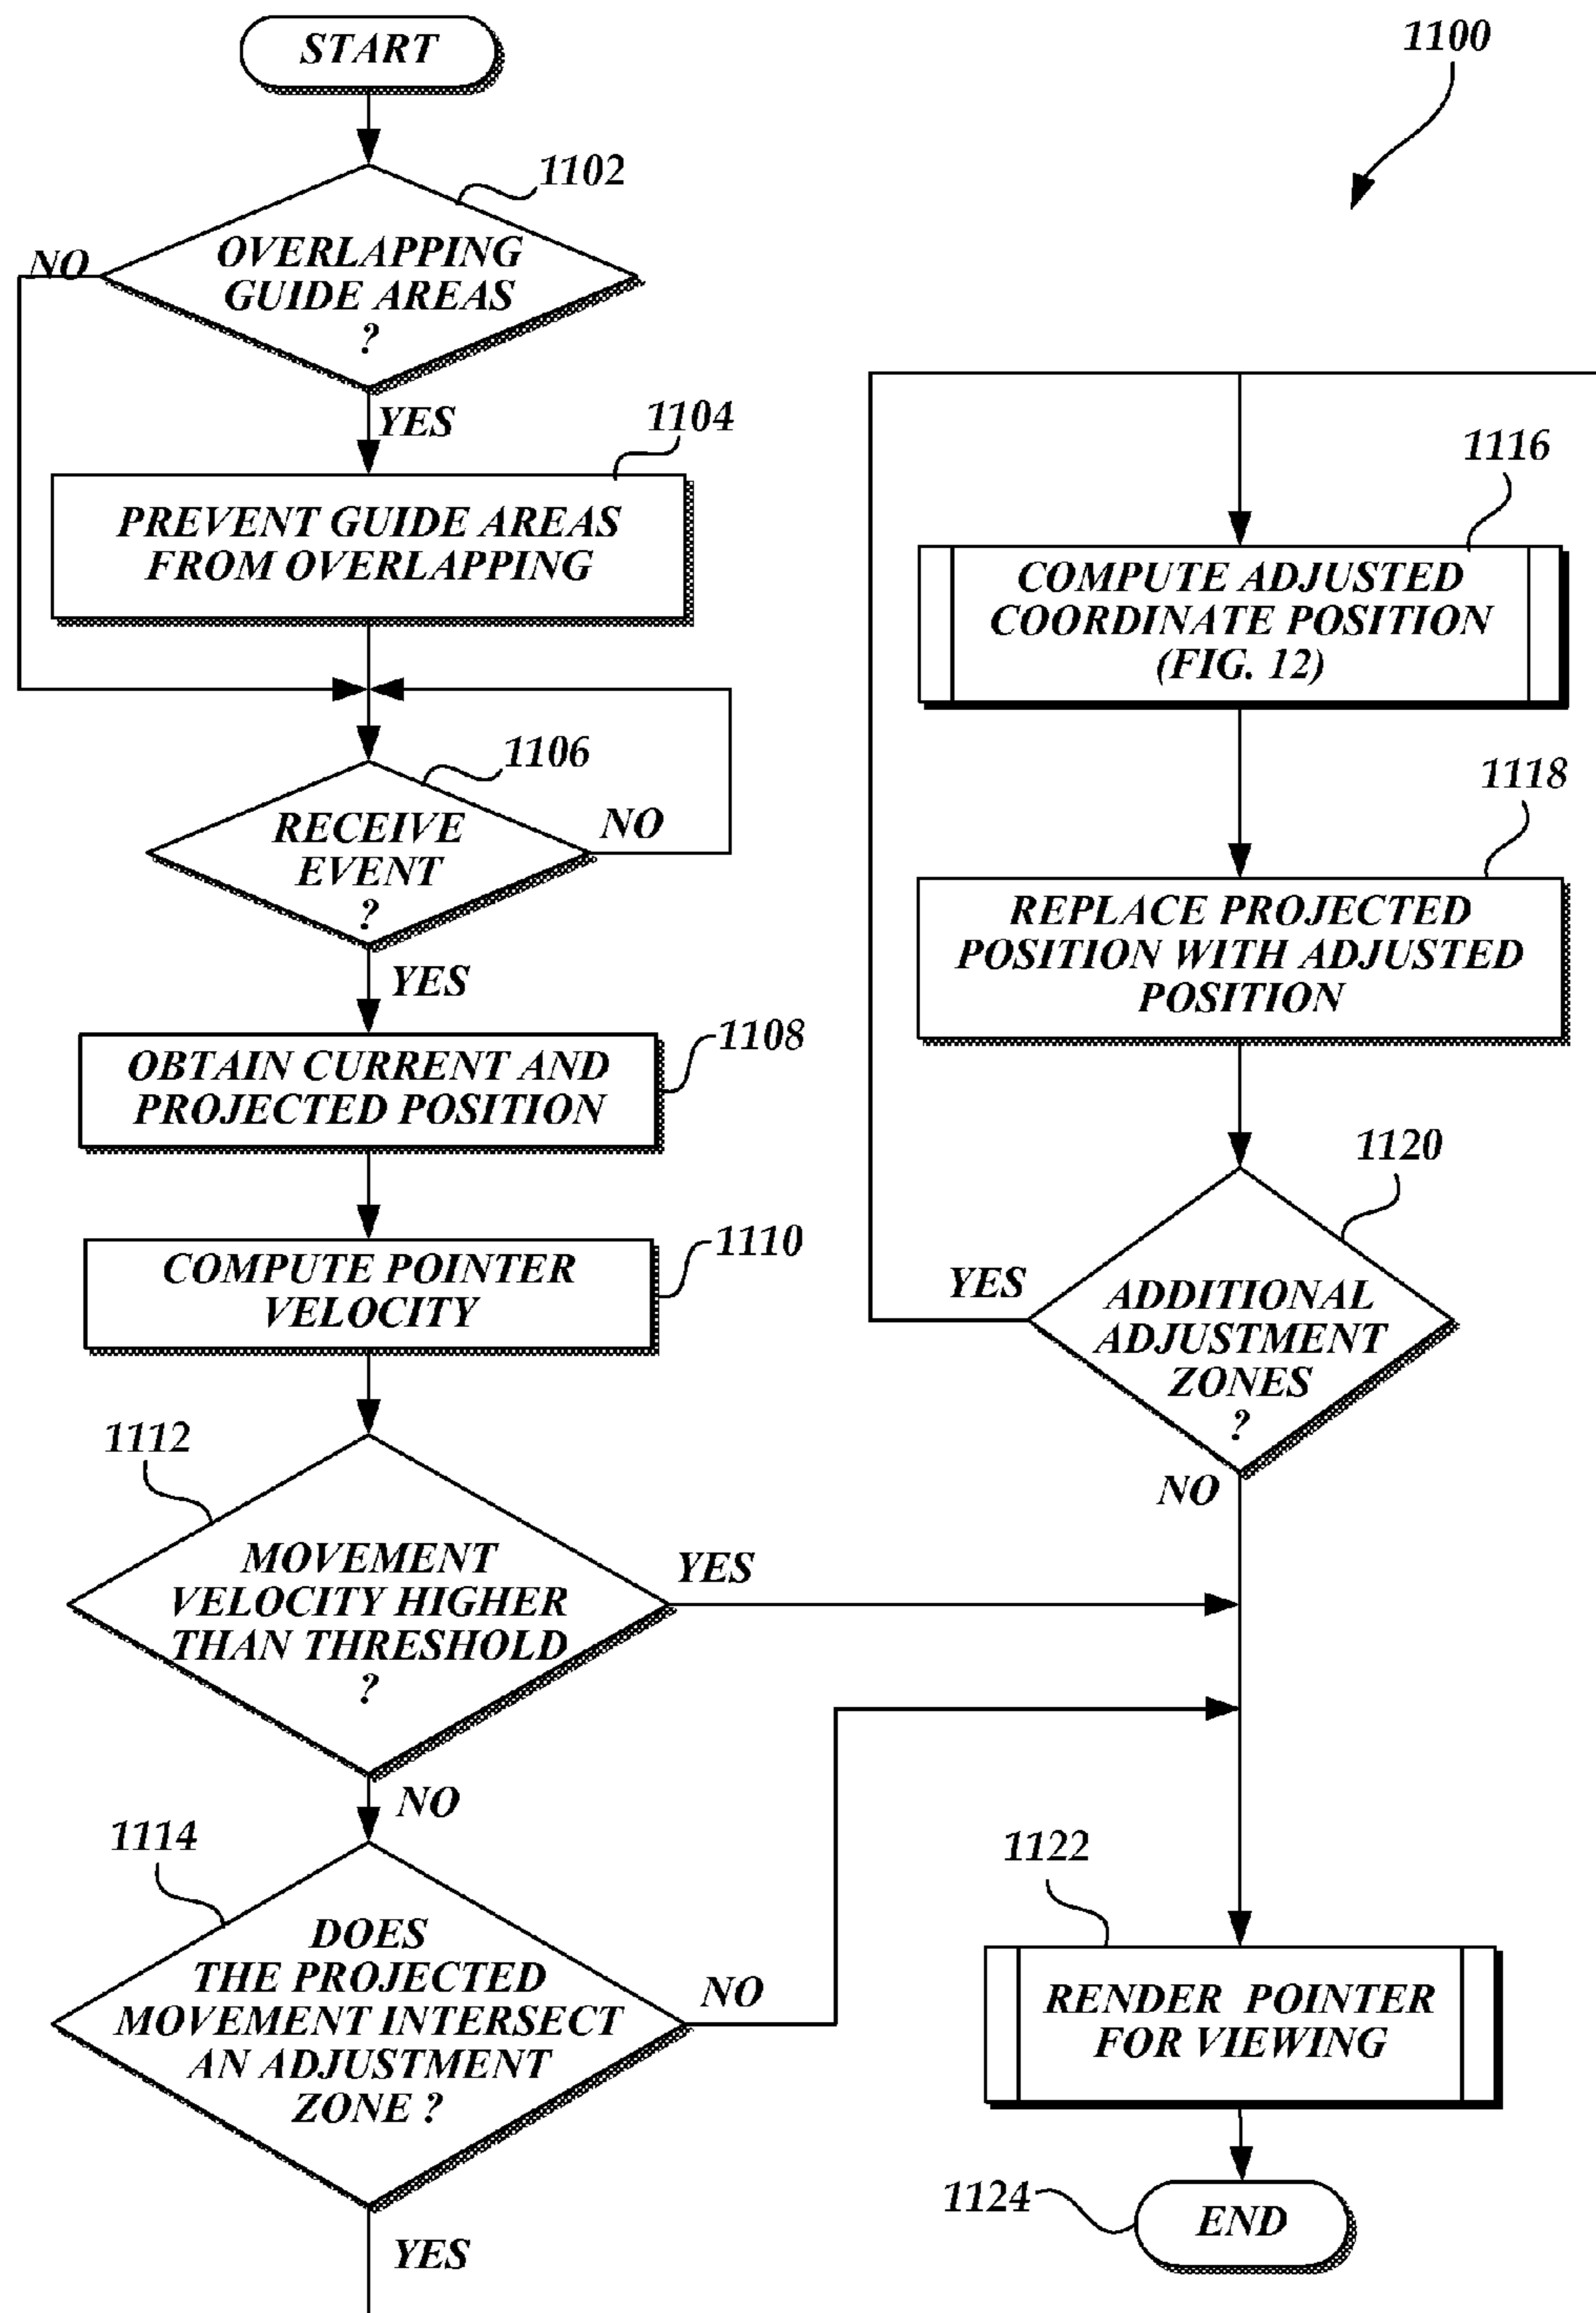 START
1100
1102
NO
OVERLAPPING
GUIDE AREAS
?
YES
1104
PREVENT GUIDE AREAS
FROM OVERLAPPING
1106
RECEIVE
EVENT
?
NO
YES
1108
OBTAIN CURRENT AND
PROJECTED POSITION
1110
COMPUTE POINTER
VELOCITY
1112
MOVEMENT
VELOCITY HIGHER
THAN THRESHOLD
?
YES
NO
1114
DOES
THE PROJECTED
MOVEMENT INTERSECT
AN ADJUSTMENT
ZONE ?
NO
YES
1116
COMPUTE ADJUSTED
COORDINATE POSITION
(FIG. 12)
1118
REPLACE PROJECTED
POSITION WITH ADJUSTED
POSITION
1120
YES
ADDITIONAL
ADJUSTMENT
ZONES
?
NO
1122
RENDER POINTER
FOR VIEWING
1124
END